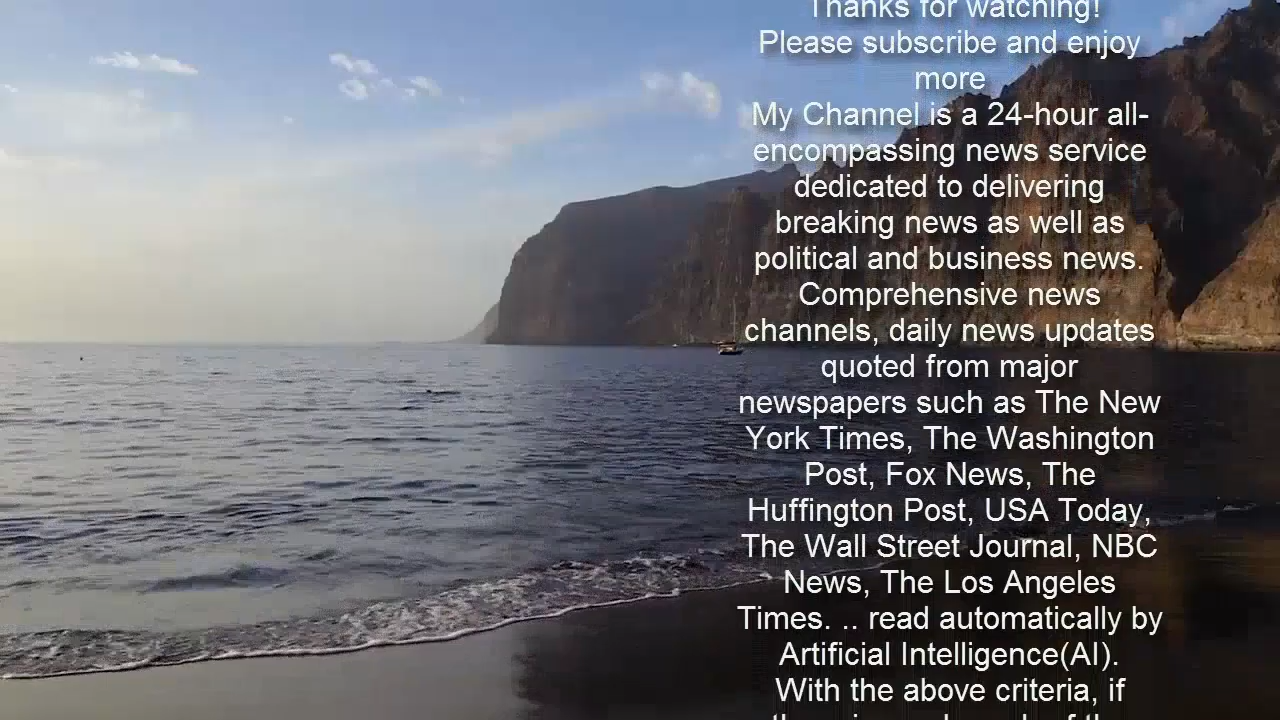 Thanks for watching!
Please subscribe and enjoy
more
My Channel is a 24-hour all-
encompassing news service
dedicated to delivering
breaking news as well as
political and business news.
Comprehensive news
channels, daily news updates
quoted from major
newspapers such as The New
York Times, The Washington
Post, Fox News, The
Huffington Post, USA Today,
The Wall Street Journal, NBC
News, The Los Angeles
Times. .. read automatically by
Artificial Intelligence(AI).
With the above criteria, if